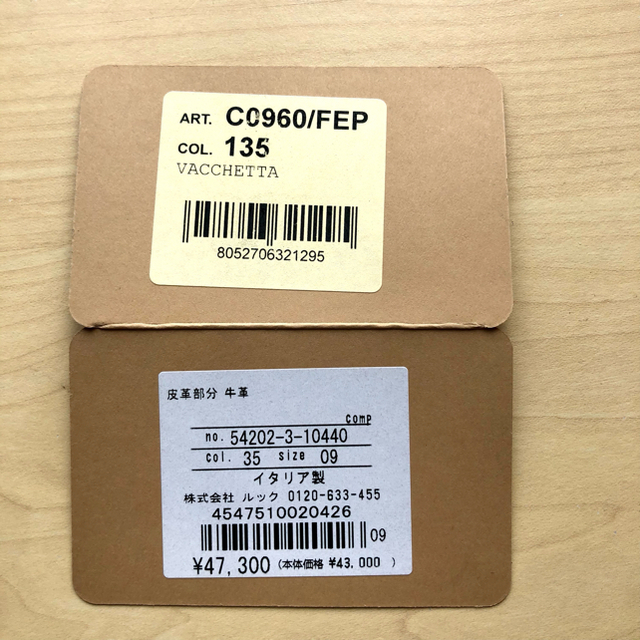 ART. C0960/FEP
COL. 135
VACCHETTA
8052706321295
皮革部分 牛革
comp
no. 54202-3-10440
col. 35 size 09
イタリア製
株式会社 ルック 0120-633-455
4547510020426
09
¥47,300 (本体価格 ¥43,000 )